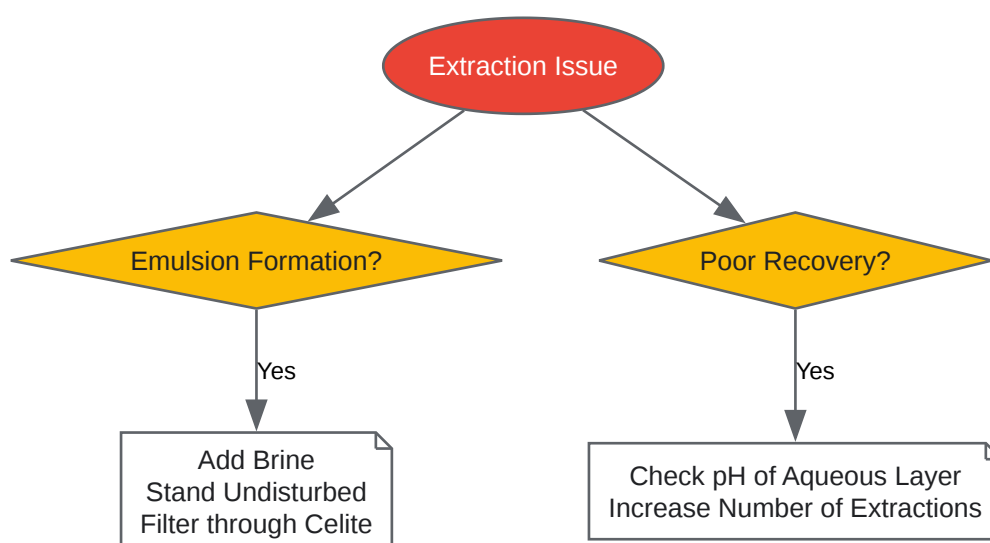 Extraction Issue
Emulsion Formation?
Poor Recovery?
Yes
Yes
Add Brine
Stand Undisturbed
Filter through Celite
Check pH of Aqueous Layer
Increase Number of Extractions